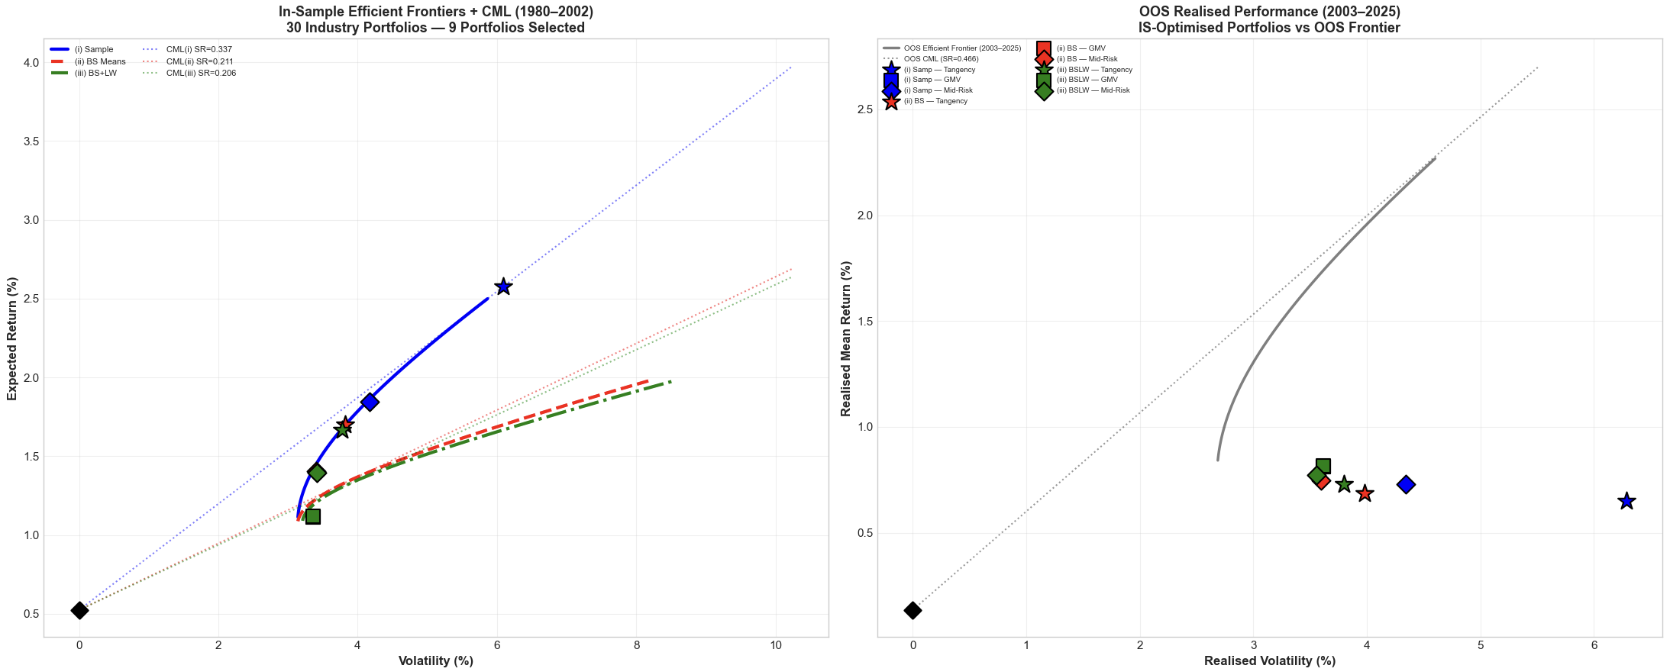 In-Sample Efficient Frontiers + CML (1980–2002)
30 Industry Portfolios — 9 Portfolios Selected
(i) Sample
(ii) BS Means
(iii) BS+LW
CML(i) SR=0.337
CML(ii) SR=0.211
CML(iii) SR=0.206
Expected Return (%)
4.0
3.5
3.0
2.5
2.0
1.5
1.0
0.5
0
2
4
6
8
10
Volatility (%)
OOS Realised Performance (2003–2025)
IS-Optimised Portfolios vs OOS Frontier
OOS Efficient Frontier (2003–2025)
OOS CML (SR=0.466)
(i) Samp — Tangency
(i) Samp — GMV
(i) Samp — Mid-Risk
(ii) BS — Tangency
(ii) BS — GMV
(ii) BS — Mid-Risk
(iii) BSLW — Tangency
(iii) BSLW — GMV
(iii) BSLW — Mid-Risk
Realised Mean Return (%)
2.5
2.0
1.5
1.0
0.5
0
1
2
3
4
5
6
Realised Volatility (%)